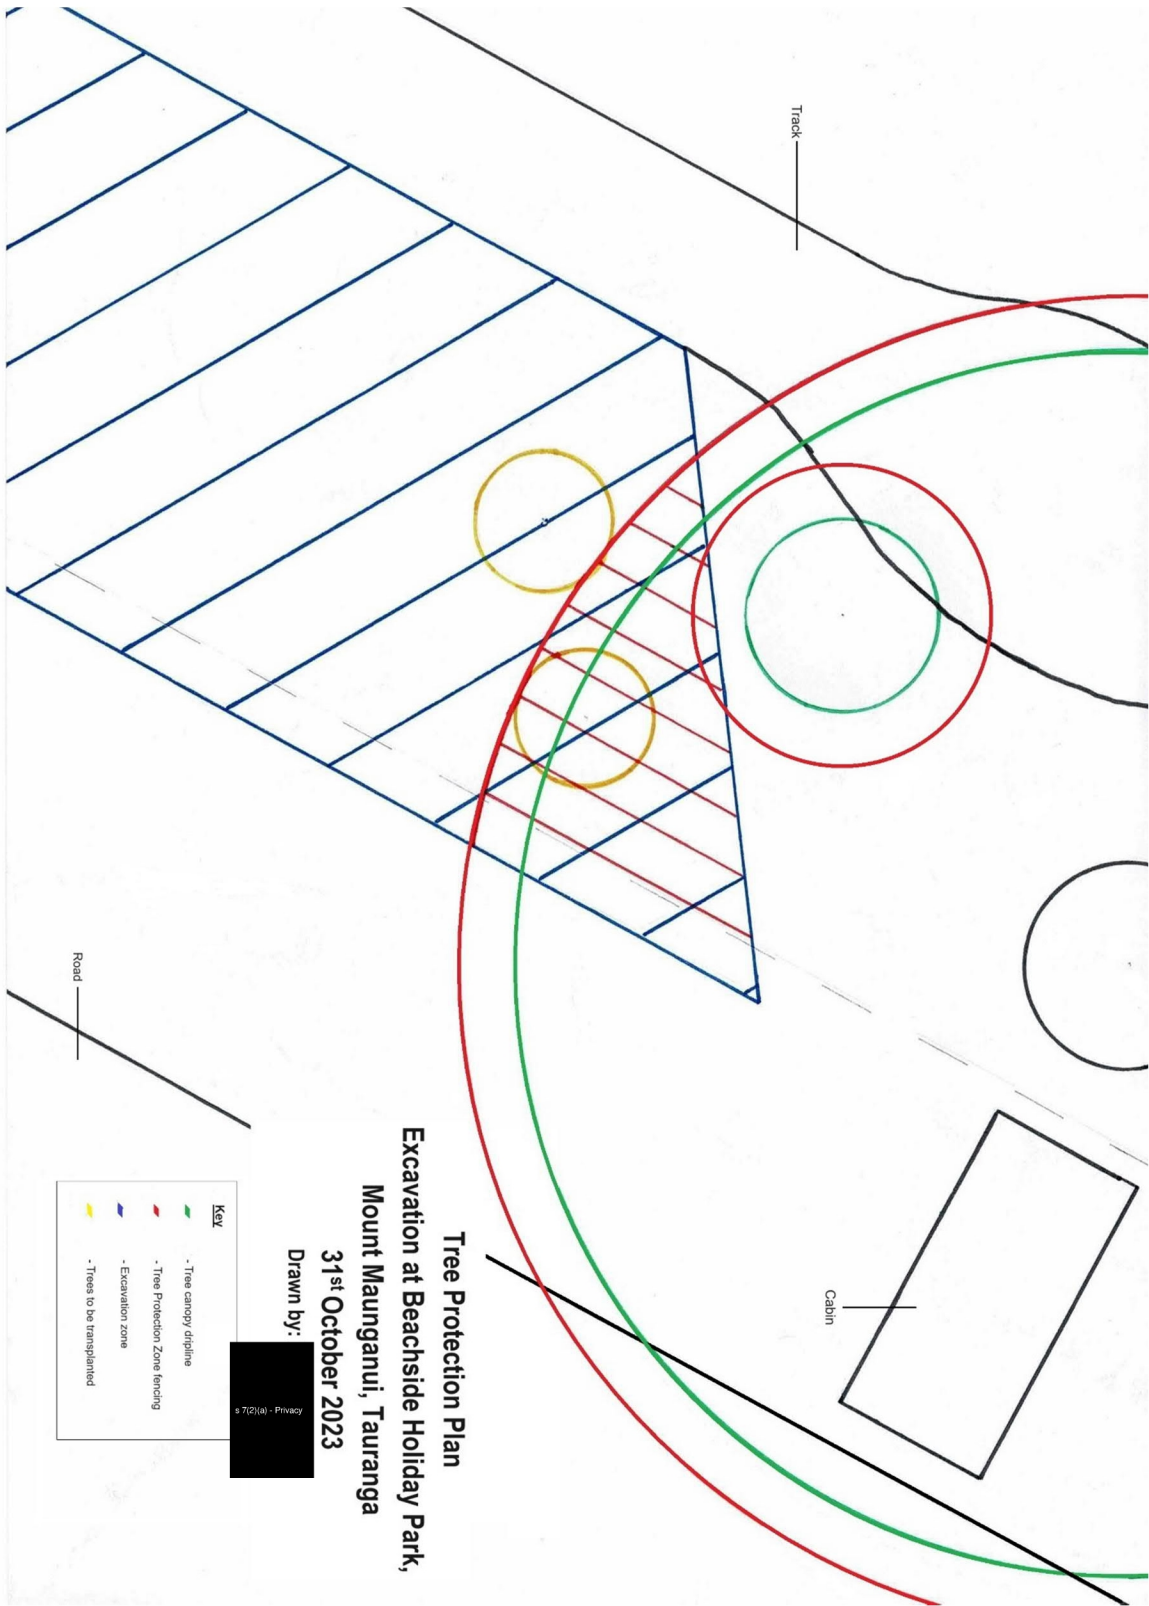 Tree Protection Plan
Excavation at Beachside Holiday Park,
Mount Maunganui, Tauranga
31st October 2023
Drawn by:
s 7(2)(a) - Privacy
Key
- Tree canopy dripline
- Tree Protection Zone fencing
- Excavation zone
- Trees to be transplanted
Track
Road
Cabin